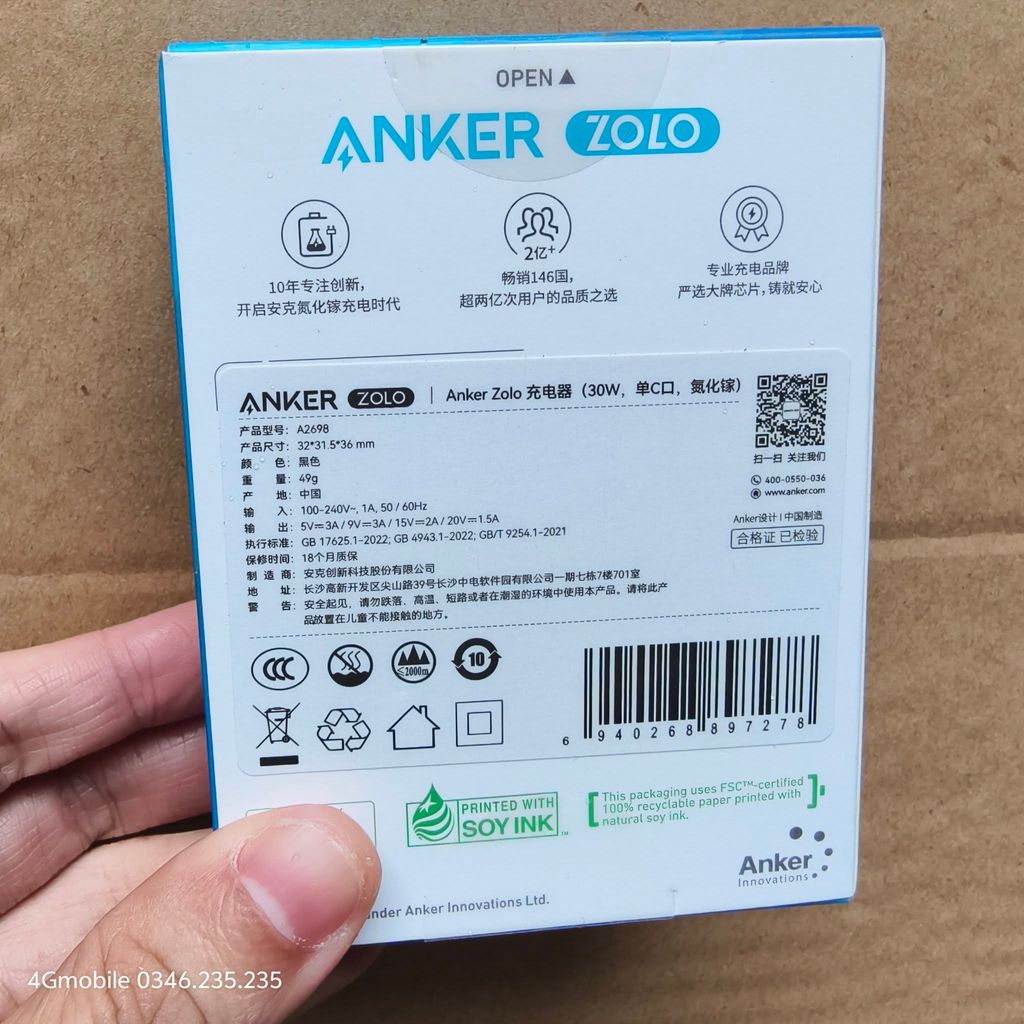 OPEN ▲
ANKER ZOLO
2亿+
10年专注创新，
开启安克氮化镓充电时代
畅销146国，
超两亿次用户的品质之选
专业充电品牌
严选大牌芯片，铸就安心
ANKER ZOLO | Anker Zolo 充电器（30W，单C口，氮化镓）
产品型号： A2698
产品尺寸： 32*31.5*36 mm
颜 色： 黑色
重 量： 49g
产 地： 中国
输 入： 100-240V~, 1A, 50 / 60Hz
输 出： 5V⎓3A / 9V⎓3A / 15V⎓2A / 20V⎓1.5A
执行标准： GB 17625.1-2022; GB 4943.1-2022; GB/T 9254.1-2021
保修时间： 18个月质保
制 造 商： 安克创新科技股份有限公司
地 址： 长沙高新开发区尖山路39号长沙中电软件园有限公司一期七栋7楼701室
警 告： 安全起见，请勿跌落、高温、短路或者在潮湿的环境中使用本产品。请将此产
品放置在儿童不能接触的地方。
扫一扫 关注我们
400-0550-036
www.anker.com
Anker设计 | 中国制造
合格证 已检验
CCC
≤2000m
10
6 940268 897278
PRINTED WITH
SOY INK™
This packaging uses FSC™-certified
100% recyclable paper printed with
natural soy ink.
Anker
Innovations
under Anker Innovations Ltd.
4Gmobile 0346.235.235